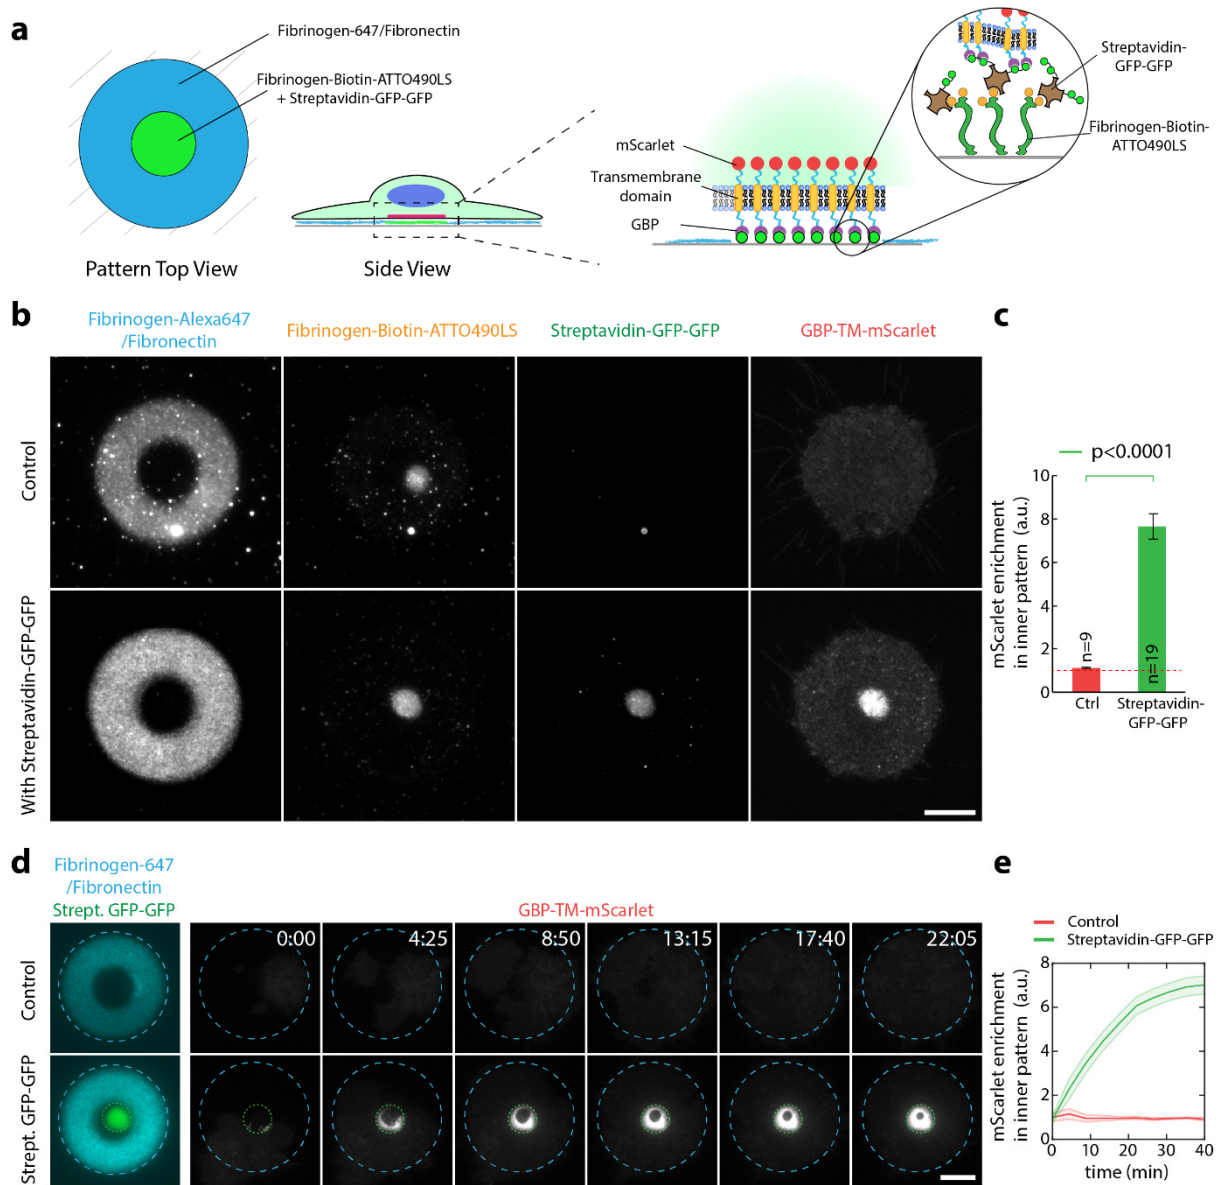 a
Fibrinogen-647/Fibronectin
Fibrinogen-Biotin-ATTO490LS
+ Streptavidin-GFP-GFP
Pattern Top View
Side View
mScarlet
Transmembrane
domain
GBP
Streptavidin-
GFP-GFP
Fibrinogen-Biotin-
ATTO490LS
b
Fibrinogen-Alexa647
/Fibronectin
Fibrinogen-Biotin-ATTO490LS
Streptavidin-GFP-GFP
GBP-TM-mScarlet
Control
With Streptavidin-GFP-GFP
c
p<0.0001
mScarlet enrichment
in inner pattern (a.u.)
10
8
6
4
2
0
n=9
n=19
Ctrl
Streptavidin-
GFP-GFP
d
Fibrinogen-647
/Fibronectin
Strept. GFP-GFP
GBP-TM-mScarlet
0:00
4:25
8:50
13:15
17:40
22:05
Control
Strept. GFP-GFP
e
Control
Streptavidin-GFP-GFP
mScarlet enrichment
in inner pattern (a.u.)
8
6
4
2
0
0
10
20
30
40
time (min)